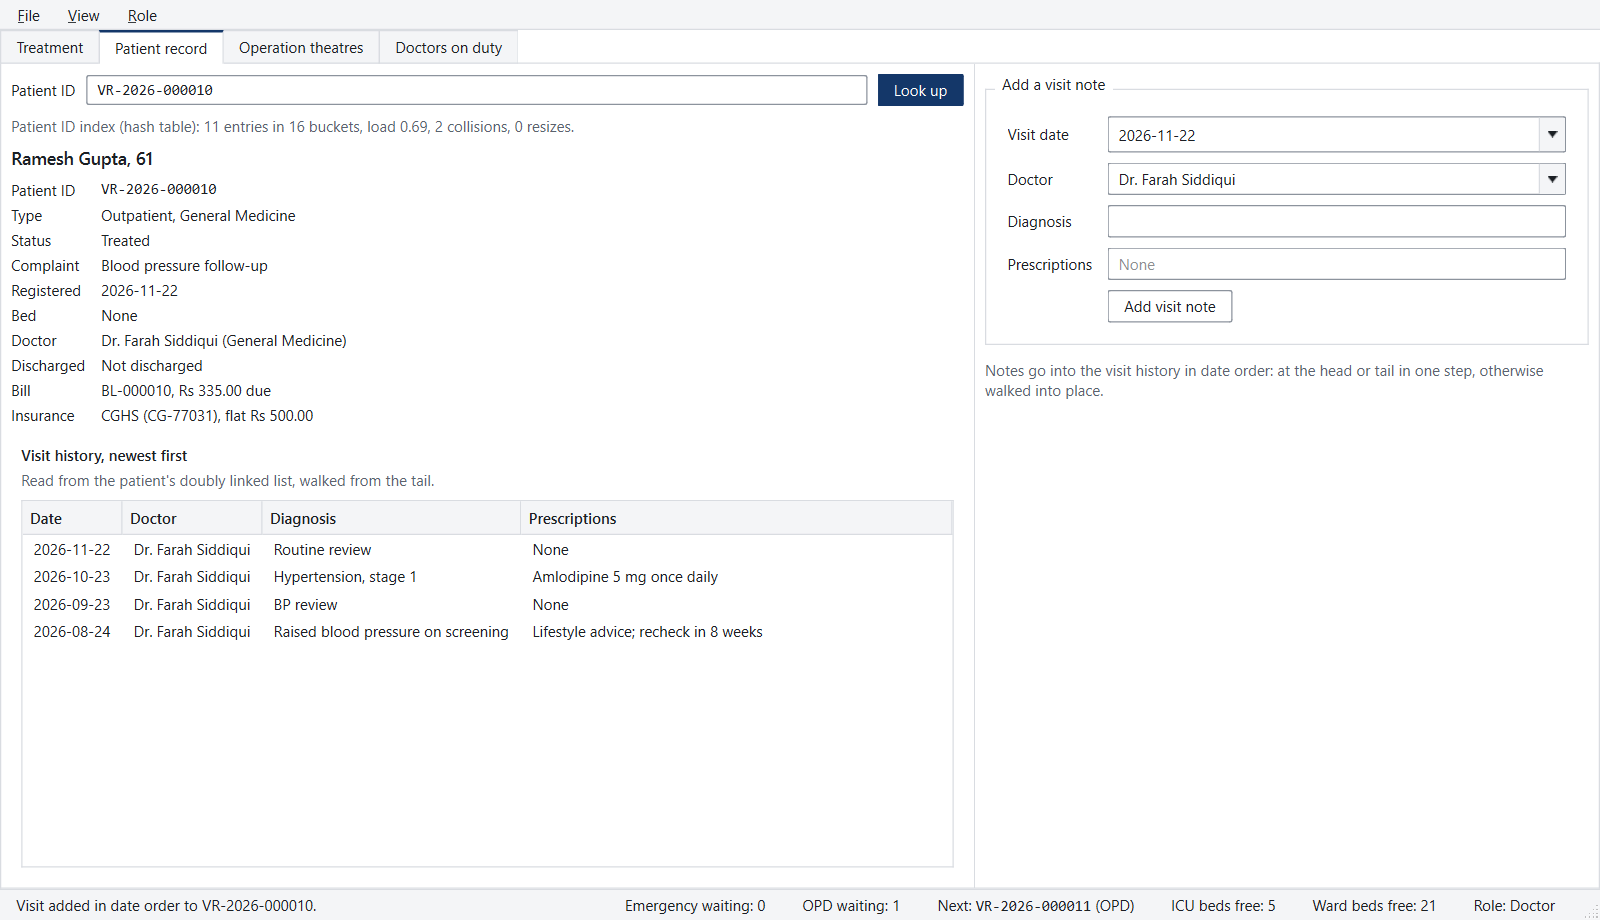 File View Role
Treatment Patient record Operation theatres Doctors on duty
Patient ID VR-2026-000010 Look up
Patient ID index (hash table): 11 entries in 16 buckets, load 0.69, 2 collisions, 0 resizes.
Ramesh Gupta, 61
Patient ID VR-2026-000010
Type Outpatient, General Medicine
Status Treated
Complaint Blood pressure follow-up
Registered 2026-11-22
Bed None
Doctor Dr. Farah Siddiqui (General Medicine)
Discharged Not discharged
Bill BL-000010, Rs 335.00 due
Insurance CGHS (CG-77031), flat Rs 500.00
Visit history, newest first
Read from the patient's doubly linked list, walked from the tail.
Date Doctor Diagnosis Prescriptions
2026-11-22 Dr. Farah Siddiqui Routine review None
2026-10-23 Dr. Farah Siddiqui Hypertension, stage 1 Amlodipine 5 mg once daily
2026-09-23 Dr. Farah Siddiqui BP review None
2026-08-24 Dr. Farah Siddiqui Raised blood pressure on screening Lifestyle advice; recheck in 8 weeks
Add a visit note
Visit date 2026-11-22
Doctor Dr. Farah Siddiqui
Diagnosis
Prescriptions None
Add visit note
Notes go into the visit history in date order: at the head or tail in one step, otherwise
walked into place.
Visit added in date order to VR-2026-000010. Emergency waiting: 0 OPD waiting: 1 Next: VR-2026-000011 (OPD) ICU beds free: 5 Ward beds free: 21 Role: Doctor